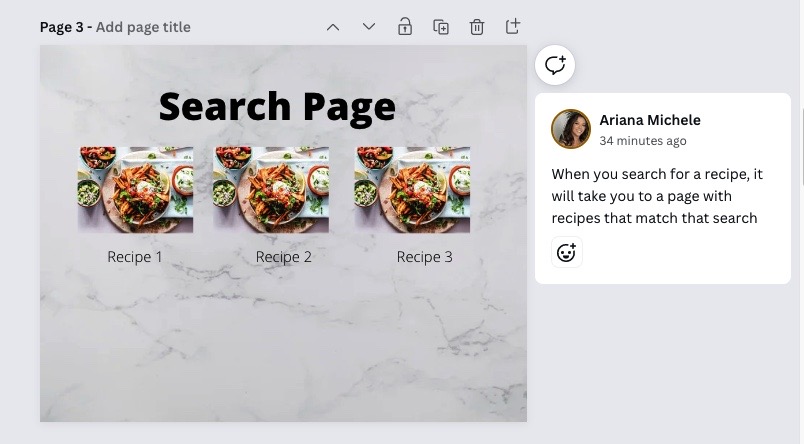 Page 3 - Add page title
Search Page
Recipe 1
Recipe 2
Recipe 3
Ariana Michele
34 minutes ago
When you search for a recipe, it
will take you to a page with
recipes that match that search